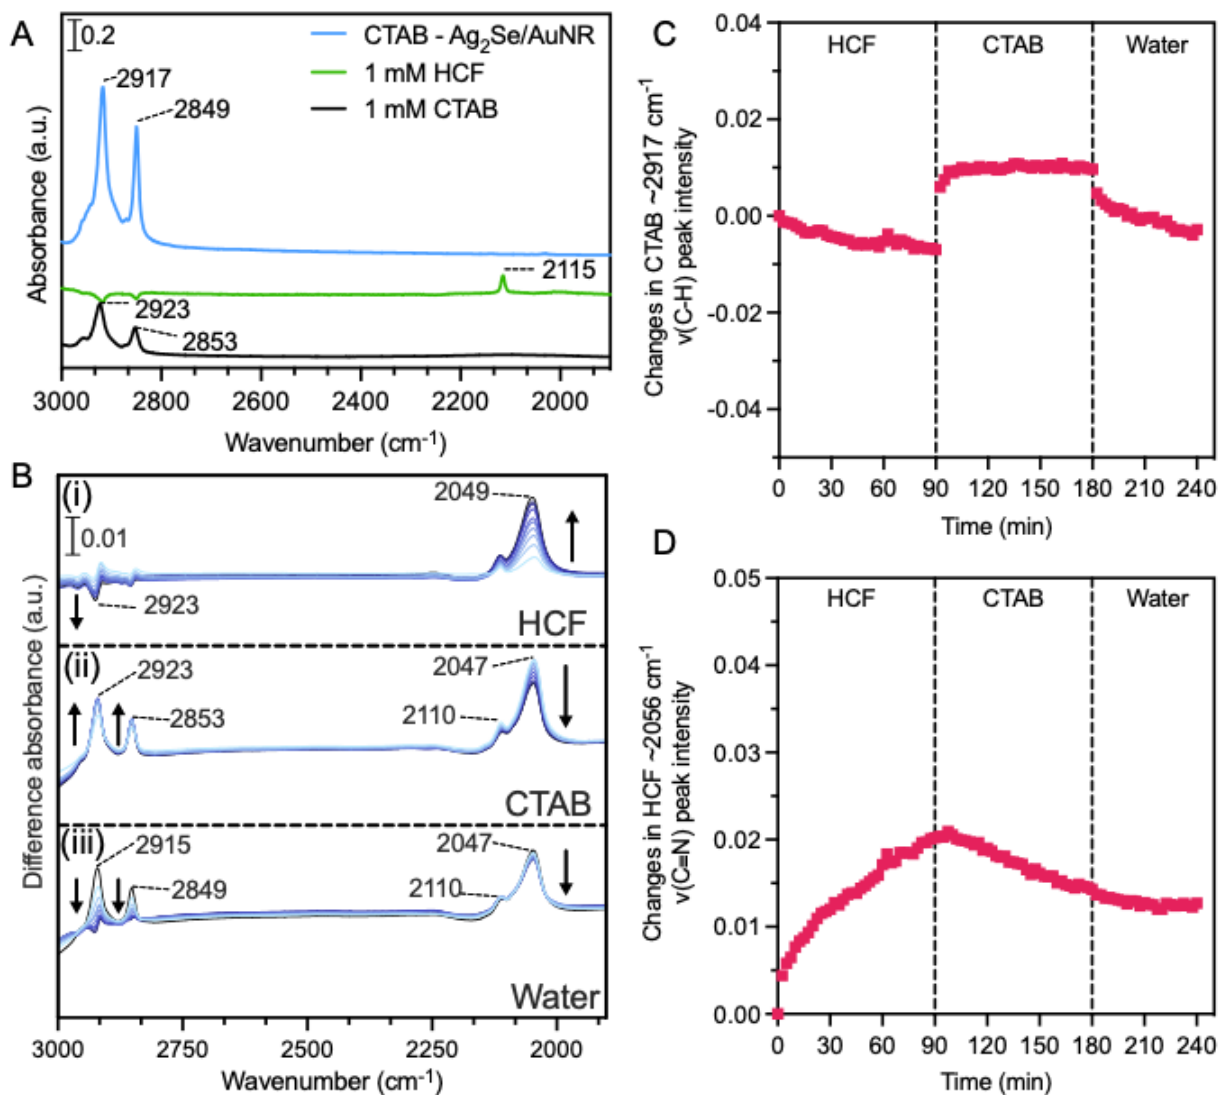 A
0.2
CTAB - Ag₂Se/AuNR
1 mM HCF
1 mM CTAB
2917
2849
2115
2923
2853
Absorbance (a.u.)
3000 2800 2600 2400 2200 2000
Wavenumber (cm⁻¹)
B
(i)
0.01
2049
2923
HCF
(ii)
2923
2853
2047
2110
CTAB
(iii)
2915
2849
2047
2110
Water
Difference absorbance (a.u.)
3000 2750 2500 2250 2000
Wavenumber (cm⁻¹)
C
HCF CTAB Water
0.04
0.02
0.00
-0.02
-0.04
Changes in CTAB ~2917 cm⁻¹
ν(C-H) peak intensity
0 30 60 90 120 150 180 210 240
Time (min)
D
HCF CTAB Water
0.05
0.04
0.03
0.02
0.01
0.00
Changes in HCF ~2056 cm⁻¹
ν(C≡N) peak intensity
0 30 60 90 120 150 180 210 240
Time (min)